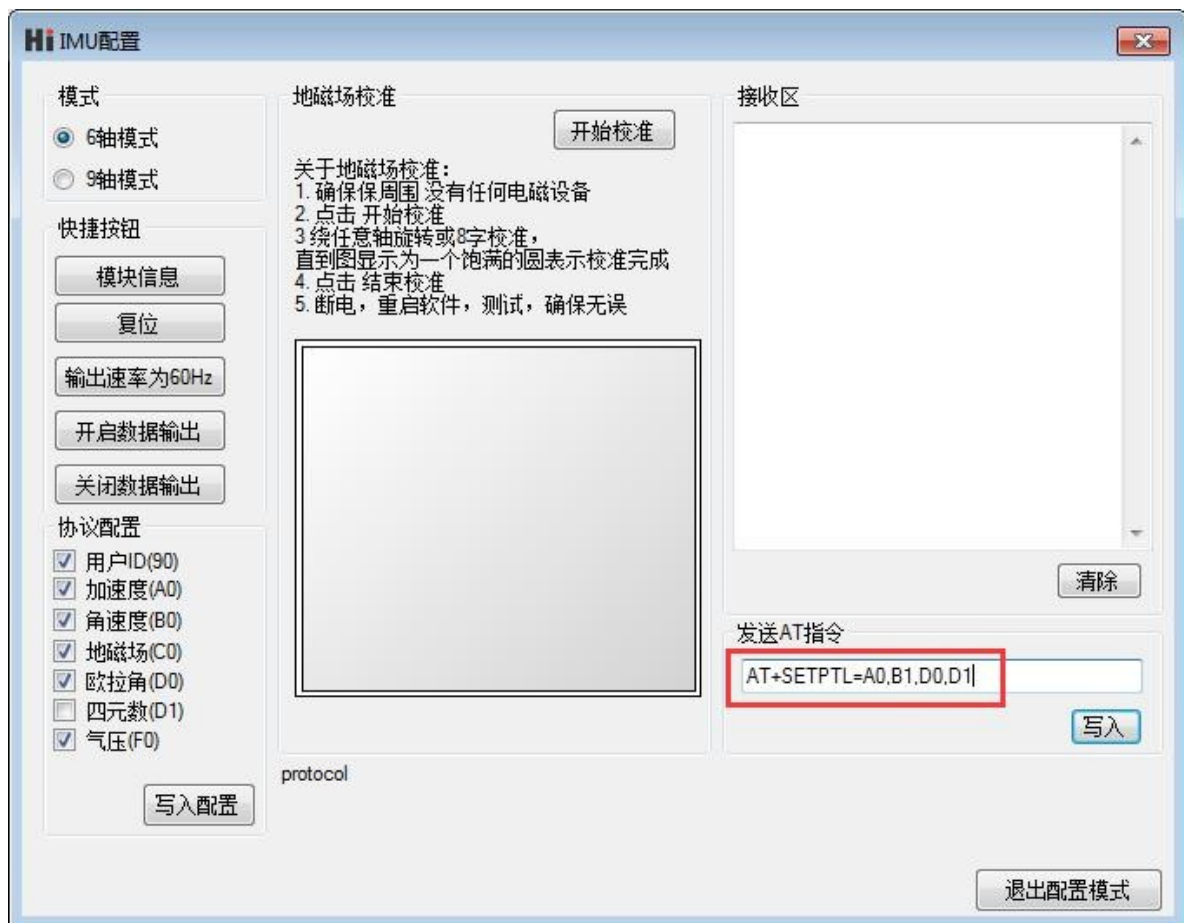 Hi IMU配置
模式
6轴模式
9轴模式
快捷按钮
模块信息
复位
输出速率为60Hz
开启数据输出
关闭数据输出
协议配置
用户ID(90)
加速度(A0)
角速度(B0)
地磁场(C0)
欧拉角(D0)
四元数(D1)
气压(F0)
写入配置
地磁场校准
开始校准
关于地磁场校准:
1. 确保保周围 没有任何电磁设备
2. 点击 开始校准
3 绕任意轴旋转或8字校准，
直到图显示为一个饱满的圆表示校准完成
4. 点击 结束校准
5. 断电，重启软件，测试，确保无误
protocol
接收区
清除
发送AT指令
AT+SETPTL=A0,B1,D0,D1
写入
退出配置模式